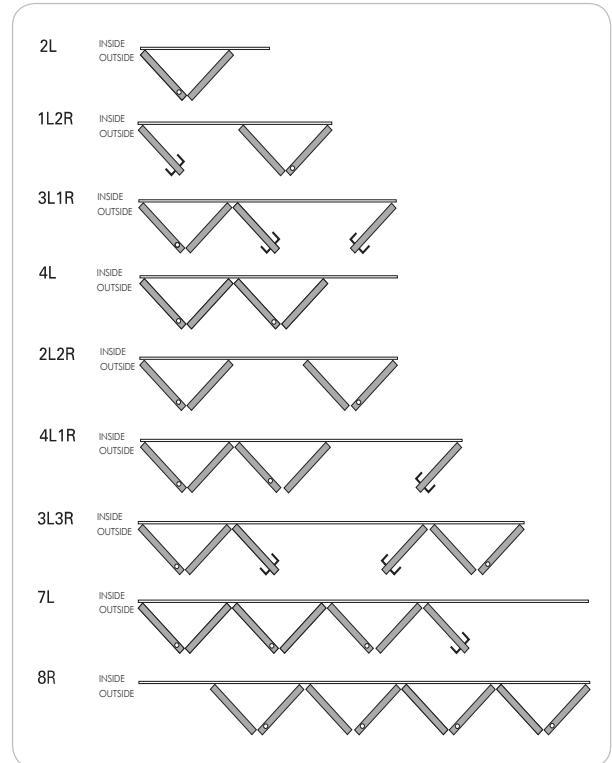 2L INSIDE
OUTSIDE
1L2R INSIDE
OUTSIDE
3L1R INSIDE
OUTSIDE
4L INSIDE
OUTSIDE
2L2R INSIDE
OUTSIDE
4L1R INSIDE
OUTSIDE
3L3R INSIDE
OUTSIDE
7L INSIDE
OUTSIDE
8R INSIDE
OUTSIDE